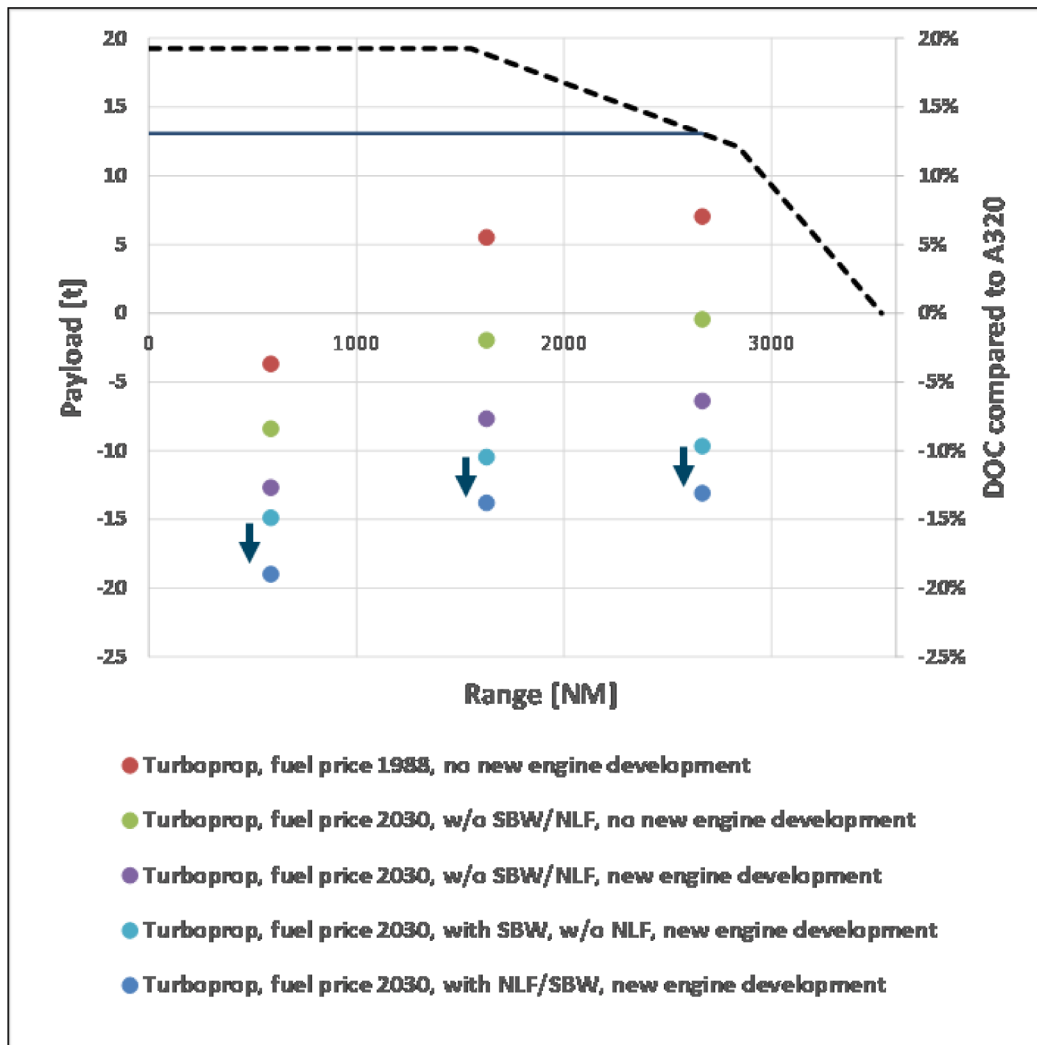 20 20%
15 15%
10 10%
5 5%
0 0%
0 1000 2000 3000
-5 -5%
-10 -10%
-15 -15%
-20 -20%
-25 -25%
Payload [t]
DOC compared to A320
Range [NM]
Turboprop, fuel price 1988, no new engine development
Turboprop, fuel price 2030, w/o SBW/NLF, no new engine development
Turboprop, fuel price 2030, w/o SBW/NLF, new engine development
Turboprop, fuel price 2030, with SBW, w/o NLF, new engine development
Turboprop, fuel price 2030, with NLF/SBW, new engine development